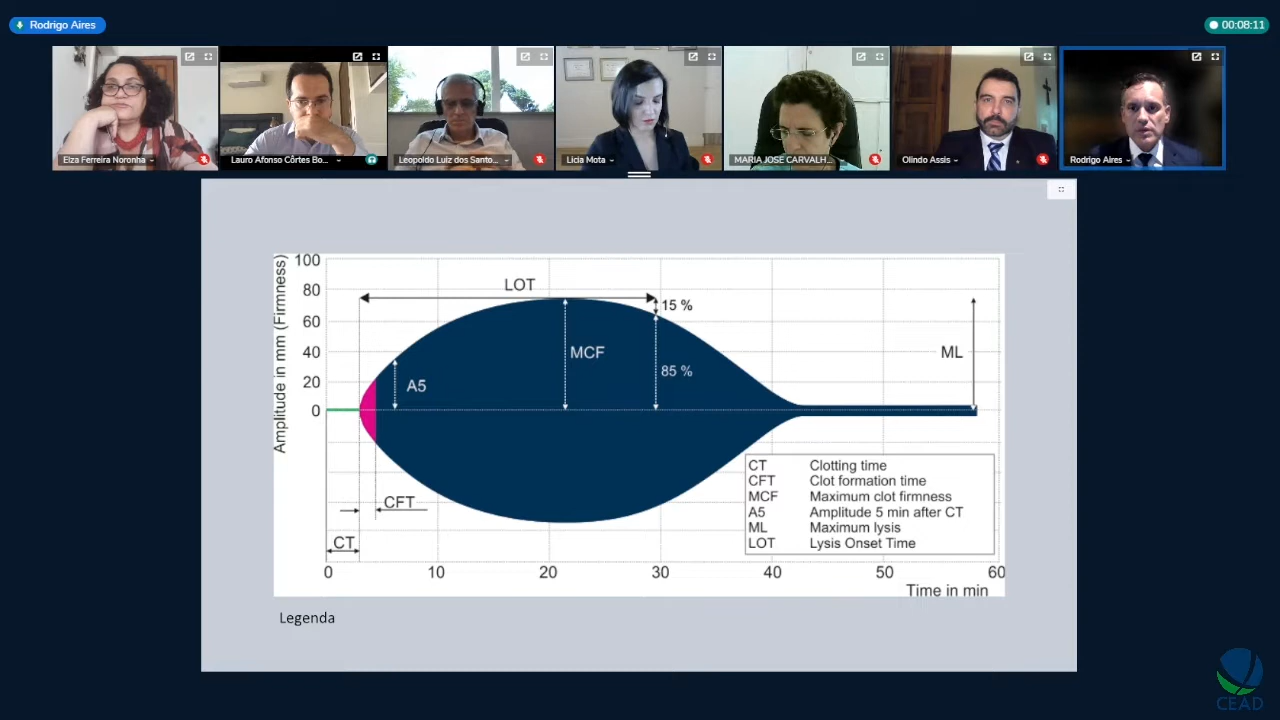 Rodrigo Aires
00:08:11
Elza Ferreira Noronha
Lauro Afonso Côrtes Bo...
Leopoldo Luiz dos Santo...
Licia Mota
MARIA JOSE CARVALH...
Olindo Assis
Rodrigo Aires
Amplitude in mm (Firmness)
100
80
60
40
20
0
LOT
15 %
MCF
85 %
ML
A5
CFT
CT
CT Clotting time
CFT Clot formation time
MCF Maximum clot firmness
A5 Amplitude 5 min after CT
ML Maximum lysis
LOT Lysis Onset Time
0 10 20 30 40 50 60
Time in min
Legenda
CEAD